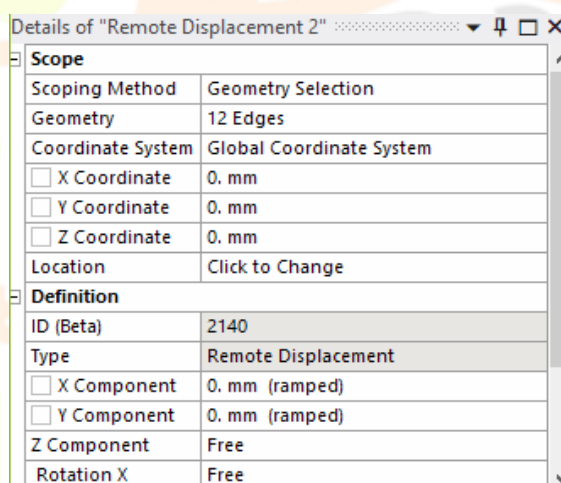 Details of "Remote Displacement 2"
Scope
Scoping Method Geometry Selection
Geometry 12 Edges
Coordinate System Global Coordinate System
X Coordinate 0. mm
Y Coordinate 0. mm
Z Coordinate 0. mm
Location Click to Change
Definition
ID (Beta) 2140
Type Remote Displacement
X Component 0. mm (ramped)
Y Component 0. mm (ramped)
Z Component Free
Rotation X Free